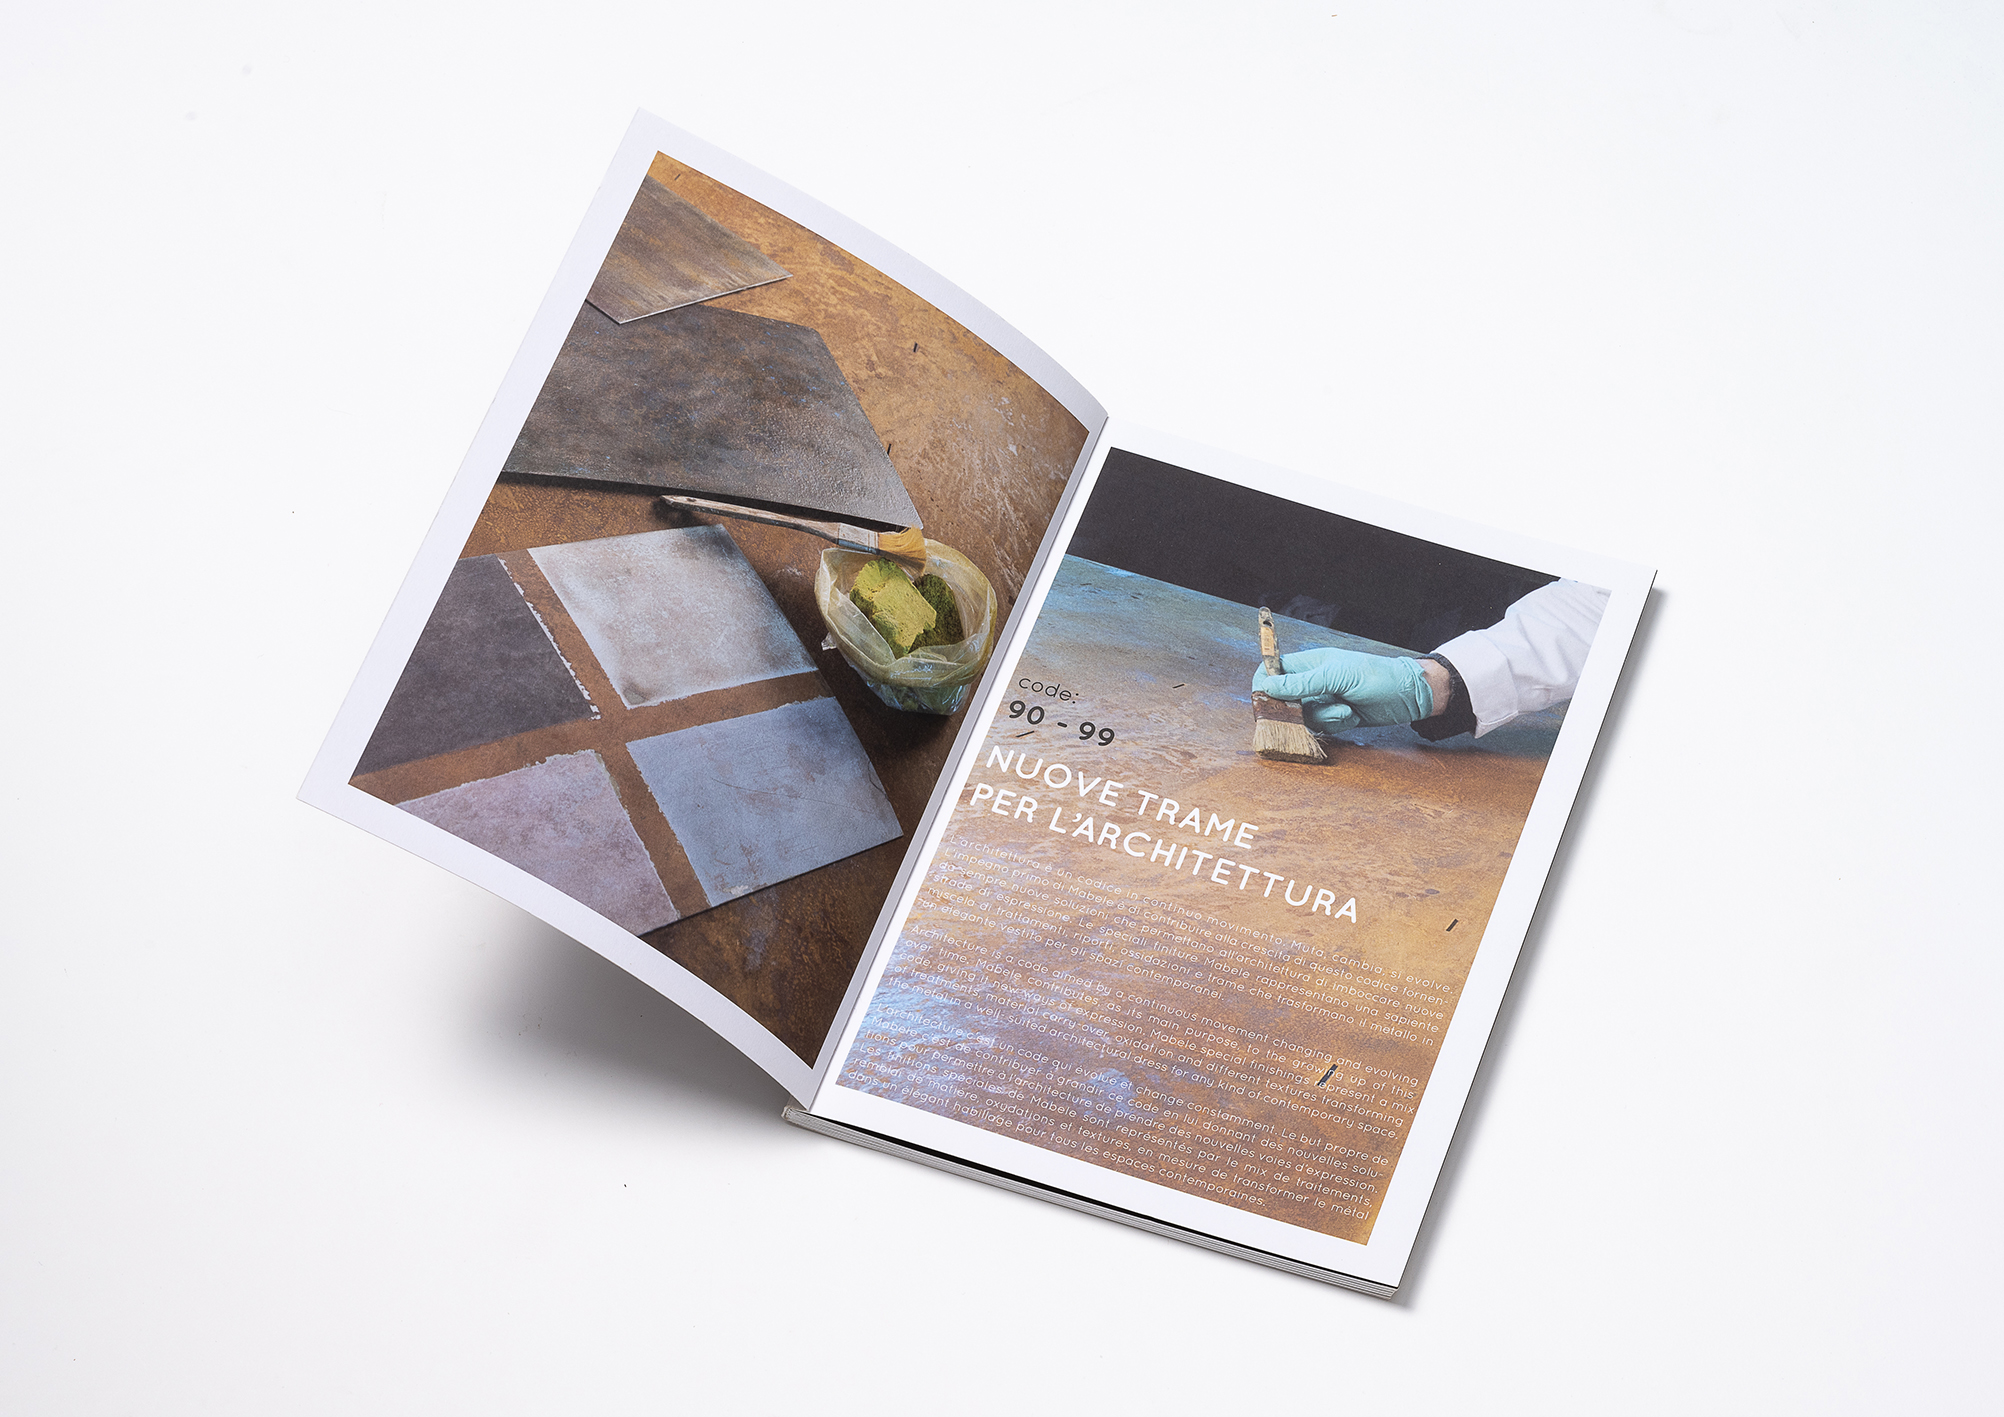 code:
90 - 99
NUOVE TRAME
PER L'ARCHITETTURA
L'architettura è un codice in continuo movimento. Muta, cambia, si evolve.
L'impegno primo di Mabele è di contribuire alla crescita di questo codice fornen-
do sempre nuove soluzioni che permettano all'architettura di imboccare nuove
strade di espressione. Le speciali finiture Mabele rappresentano una sapiente
miscela di trattamenti, riporti, ossidazioni e trame che trasformano il metallo in
un elegante vestito per gli spazi contemporanei.
Architecture is a code aimed by a continuous movement changing and evolving
over time. Mabele contributes, as its main purpose, to the growing up of this
code, giving it new ways of expression. Mabele special finishings represent a mix
of treatments, material carry-over, oxidation and different textures transforming
the metal in a well- suited architectural dress for any kind of contemporary space.
L'architecture c'est un code qui évolue et change constamment. Le but propre de
Mabele c'est de contribuer à grandir ce code en lui donnant des nouvelles solu-
tions pour permettre à l'architecture de prendre des nouvelles voies d'expression.
Les finitions spéciales de Mabele sont représentés par le mix de traitements,
remploi de matière, oxydations et textures, en mesure de transformer le métal
dans un élégant habillage pour tous les espaces contemporaines.